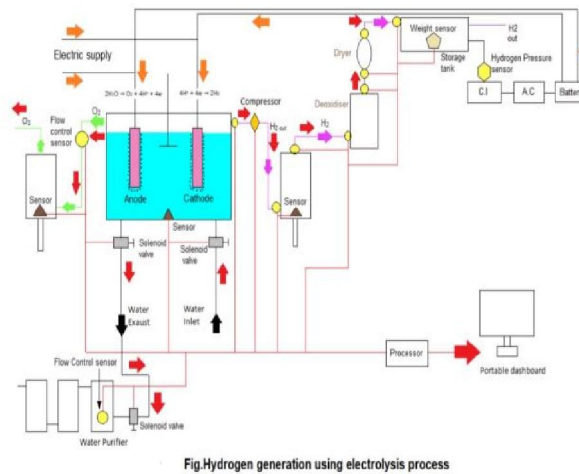 Electric supply
2H₂O → O₂ + 4H⁺ + 4e
4H⁺ + 4e → 2H₂
Dryer
Weight sensor
Storage tank
H2 out
Hydrogen Pressure sensor
C.I
A.C
Batter
Deoxidiser
Compressor
O₂
Flow control sensor
O₂
H₂ out
H₂
Sensor
Anode
Cathode
Sensor
Sensor
Solenoid valve
Solenoid valve
Water Exaust
Water Inlet
Processor
Portable dashboard
Flow Control sensor
Solenoid valve
Water Purifier
Fig.Hydrogen generation using electrolysis process